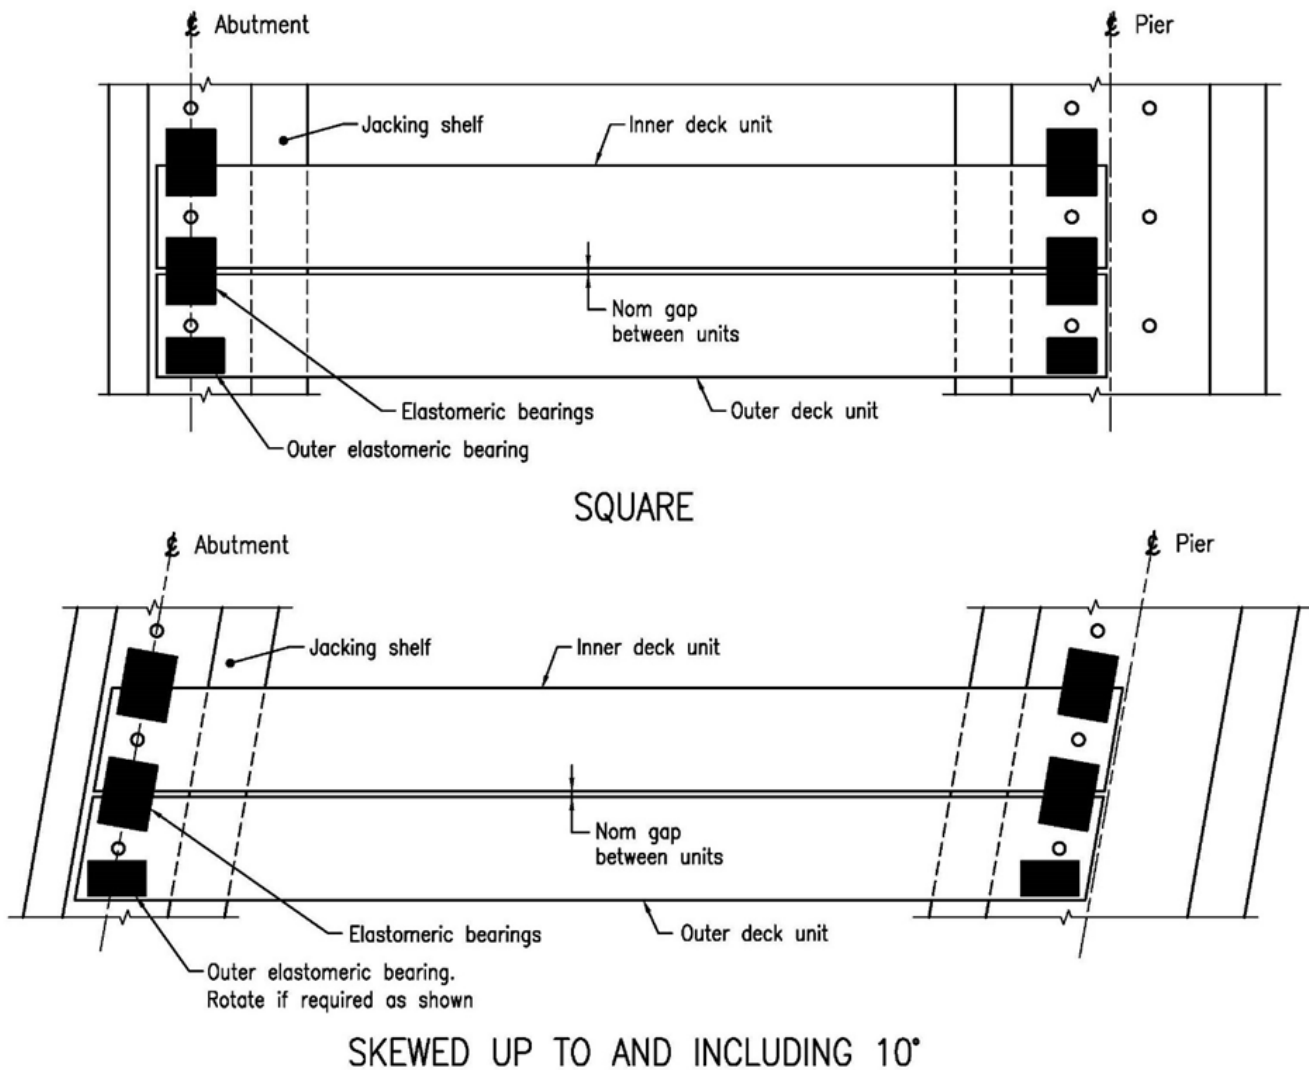 ℄ Abutment
℄ Pier
Jacking shelf
Inner deck unit
Nom gap
between units
Elastomeric bearings
Outer deck unit
Outer elastomeric bearing
SQUARE
℄ Abutment
℄ Pier
Jacking shelf
Inner deck unit
Nom gap
between units
Elastomeric bearings
Outer deck unit
Outer elastomeric bearing.
Rotate if required as shown
SKEWED UP TO AND INCLUDING 10°